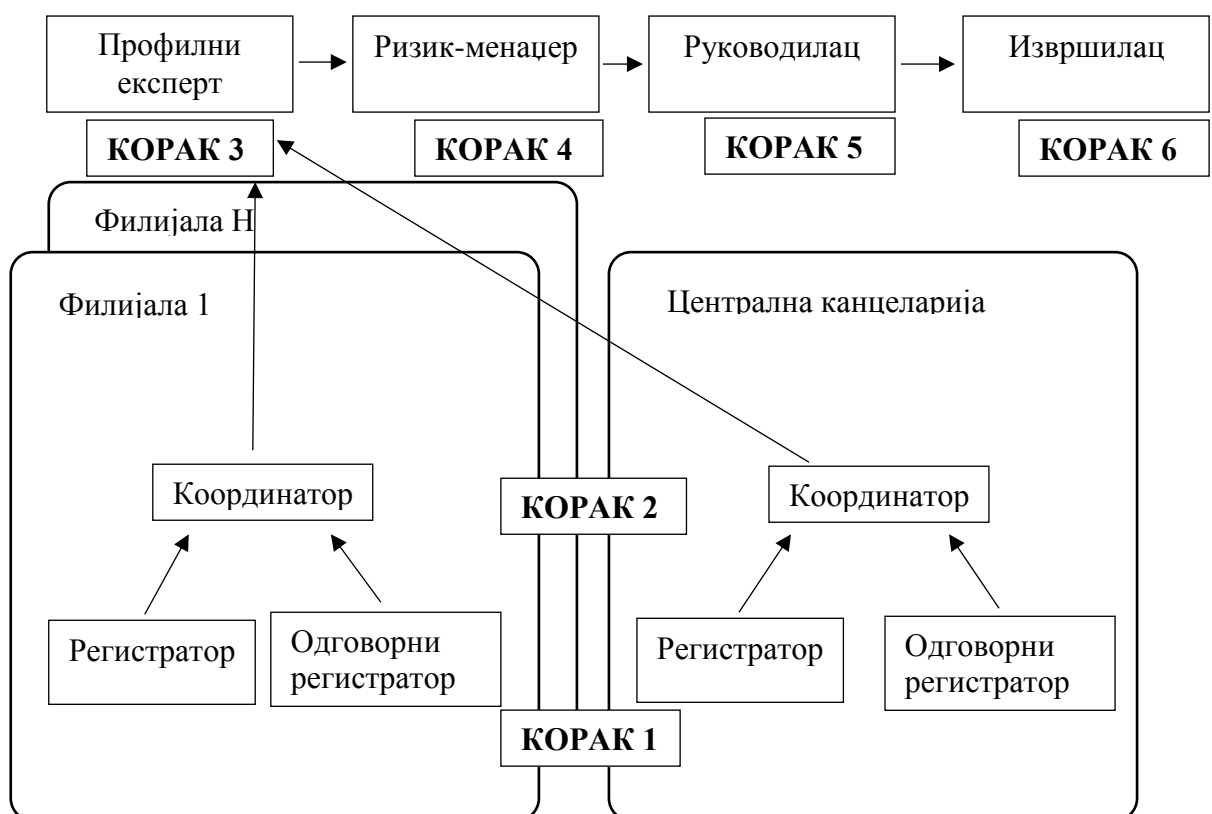 Профилни
експерт
Ризик-менаџер
Руководилац
Извршилац
КОРАК 3
КОРАК 4
КОРАК 5
КОРАК 6
Филијала Н
Филијала 1
Централна канцеларија
Координатор
КОРАК 2
Координатор
Регистратор
Одговорни
регистратор
Регистратор
Одговорни
регистратор
КОРАК 1